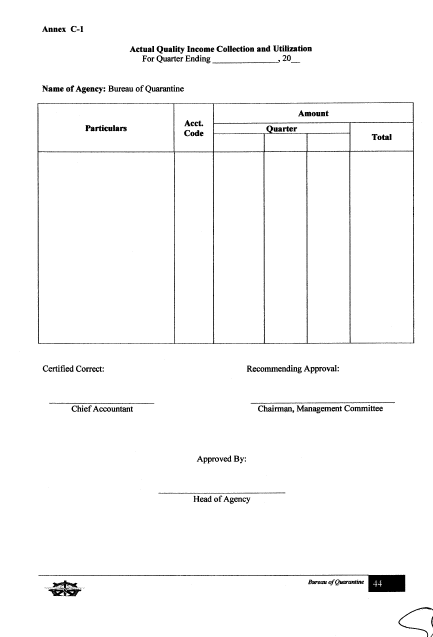 Annex C-1
Actual Quality Income Collection and Utilization
For Quarter Ending _______________, 20__
Name of Agency: Bureau of Quarantine
Particulars
Acct. Code
Amount
Quarter
Total
Certified Correct:
Recommending Approval:
Chief Accountant
Chairman, Management Committee
Approved By:
Head of Agency
Bureau of Quarantine
44